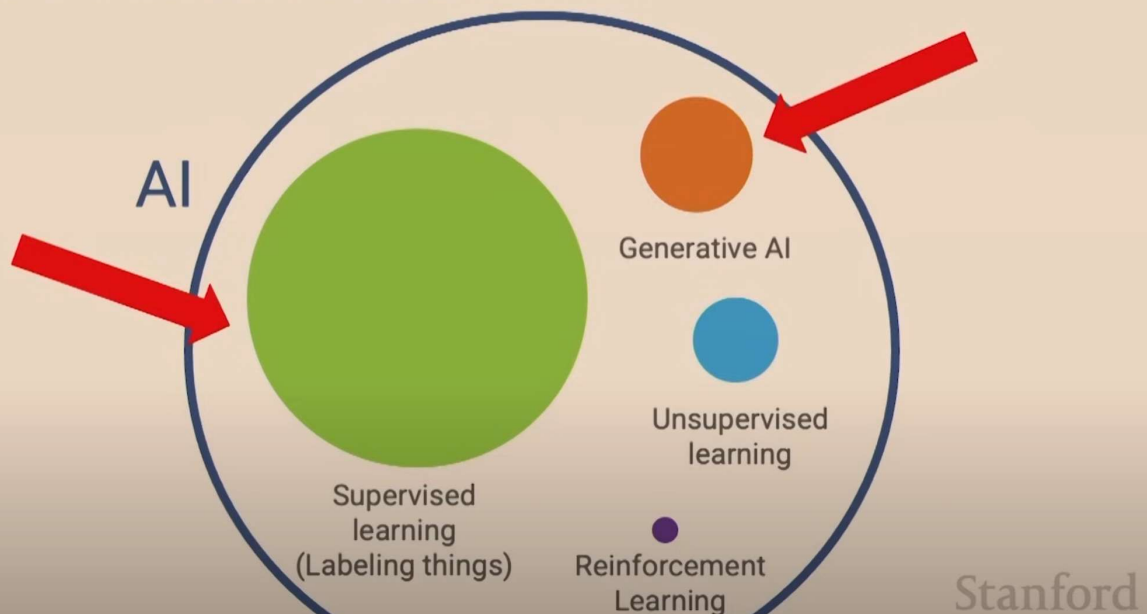 AI
Generative AI
Unsupervised
learning
Supervised
learning
(Labeling things)
Reinforcement
Learning
Stanford